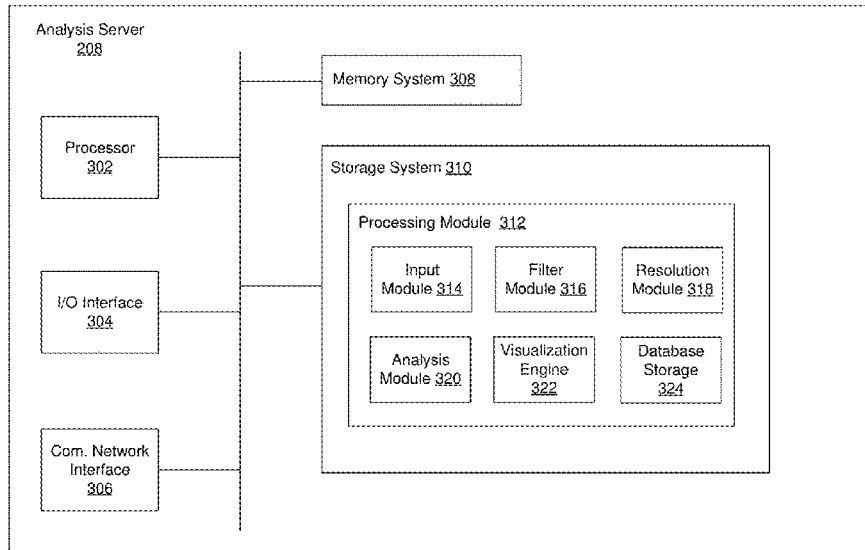 Analysis Server
208
Memory System 308
Processor
302
Storage System 310
Processing Module 312
Input
Module 314
Filter
Module 316
Resolution
Module 318
I/O Interface
304
Analysis
Module 320
Visualization
Engine
322
Database
Storage
324
Com. Network
Interface
306